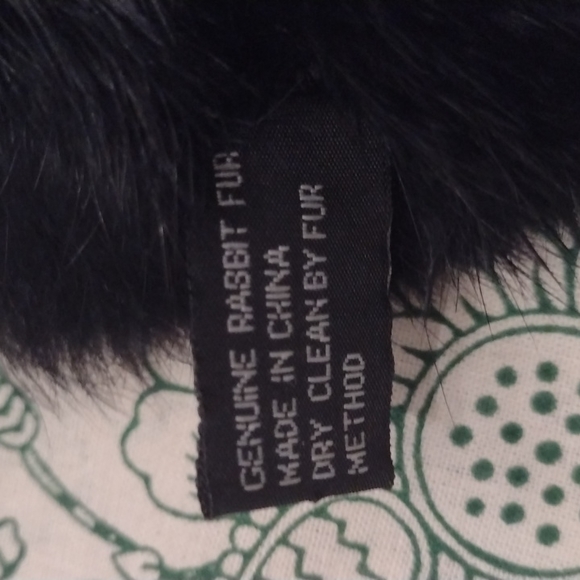 GENUINE RABBIT FUR
MADE IN CHINA
DRY CLEAN BY FUR
METHOD